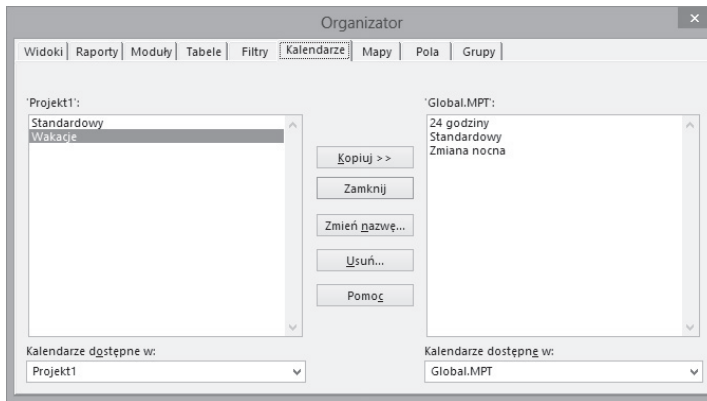 Organizator
Widoki Raporty Moduły Tabele Filtry Kalendarze Mapy Pola Grupy
'Projekt1': 'Global.MPT':
Standardowy
Wakacje
24 godziny
Standardowy
Zmiana nocna
Kopiuj >>
Zamknij
Zmień nazwę...
Usuń...
Pomoc
Kalendarze dostępne w: Kalendarze dostępne w:
Projekt1 Global.MPT